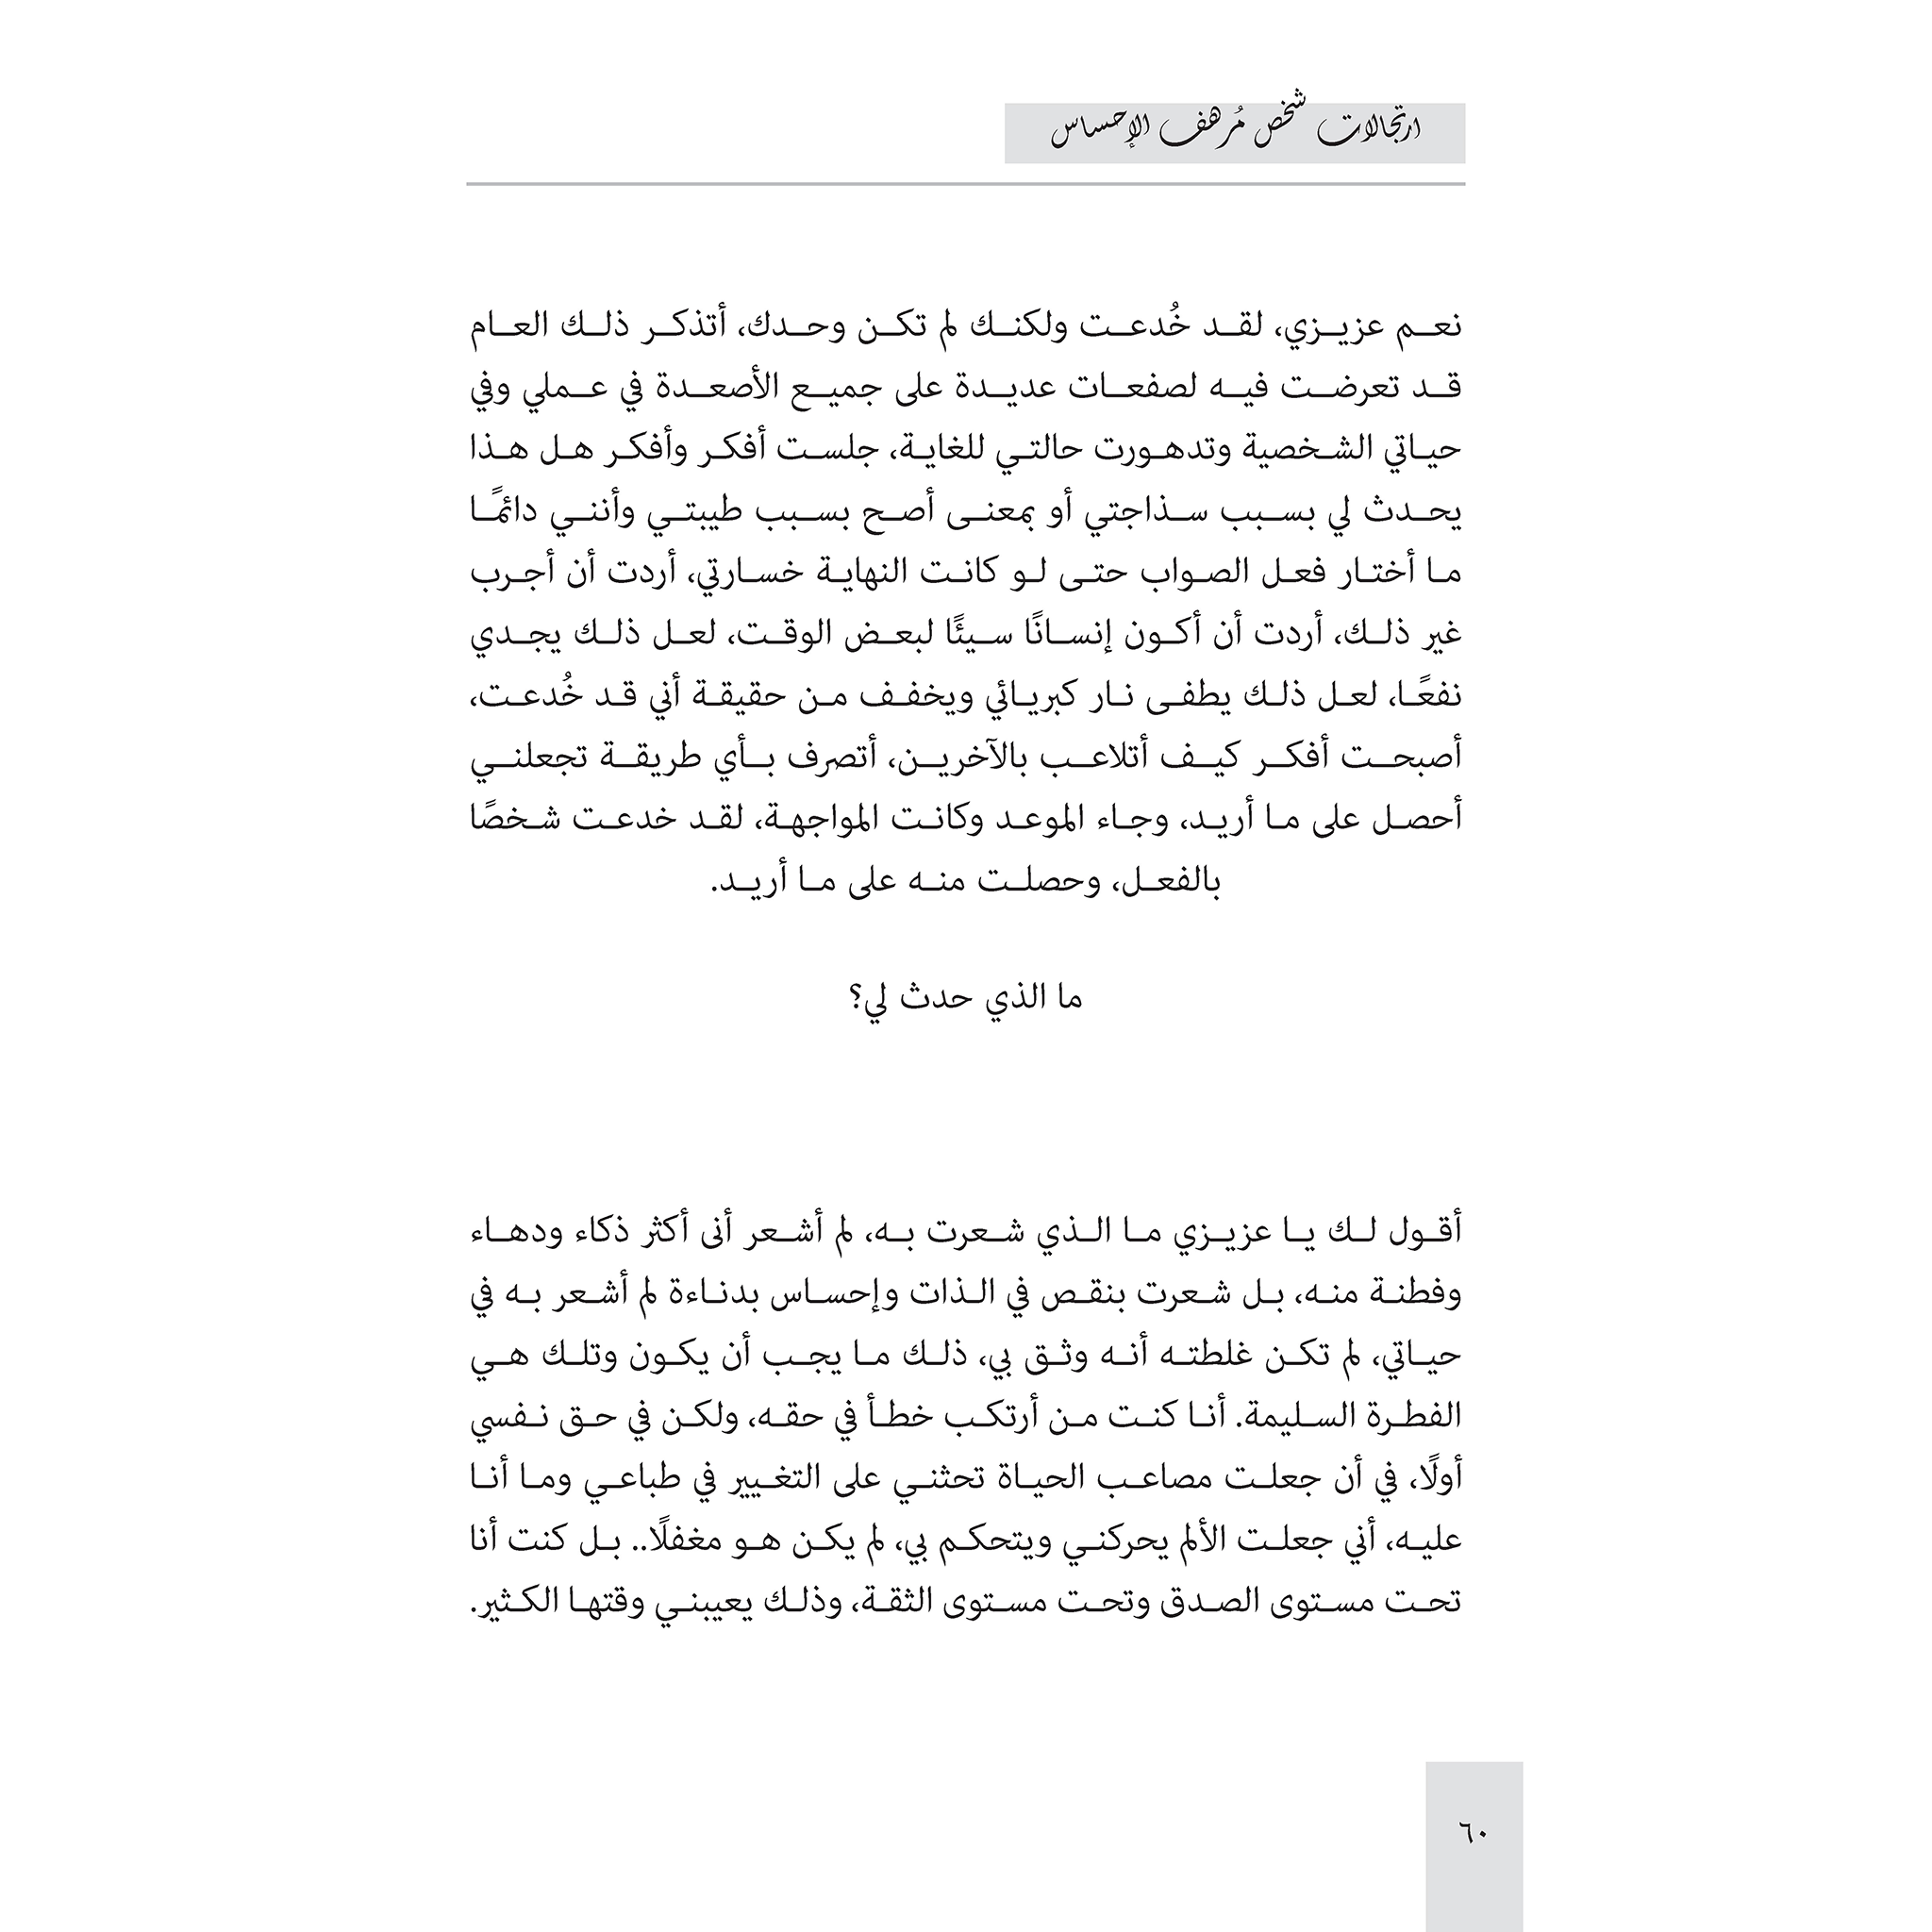 ارتجالات شخص مُرهف الإحساس
نعم عزيزي، لقد خُدعت ولكنك لم تكن وحدك، أتذكر ذلك العام
قد تعرضت فيه لصفعات عديدة على جميع الأصعدة في عملي وفي
حياتي الشخصية وتدهورت حالتي للغاية، جلست أفكر وأفكر هل هذا
يحدث لي بسبب سذاجتي أو بمعنى أصح بسبب طيبتي وأنني دائمًا
ما أختار فعل الصواب حتى لو كانت النهاية خسارتي، أردت أن أجرب
غير ذلك، أردت أن أكون إنسانًا سيئًا لبعض الوقت، لعل ذلك يجدي
نفعًا، لعل ذلك يطفى نار كبريائي ويخفف من حقيقة أني قد خُدعت،
أصبحت أفكر كيف أتلاعب بالآخرين، أتصرف بأي طريقة تجعلني
أحصل على ما أريد، وجاء الموعد وكانت المواجهة، لقد خدعت شخصًا
بالفعل، وحصلت منه على ما أريد.
ما الذي حدث لي؟
أقول لك يا عزيزي ما الذي شعرت به، لم أشعر أنى أكثر ذكاء ودهاء
وفطنة منه، بل شعرت بنقص في الذات وإحساس بدناءة لم أشعر به في
حياتي، لم تكن غلطته أنه وثق بي، ذلك ما يجب أن يكون وتلك هي
الفطرة السليمة. أنا كنت من أرتكب خطأ في حقه، ولكن في حق نفسي
أولًا، في أن جعلت مصاعب الحياة تحثني على التغيير في طباعي وما أنا
عليه، أني جعلت الألم يحركني ويتحكم بي، لم يكن هو مغفلًا.. بل كنت أنا
تحت مستوى الصدق وتحت مستوى الثقة، وذلك يعيبني وقتها الكثير.
٦٠